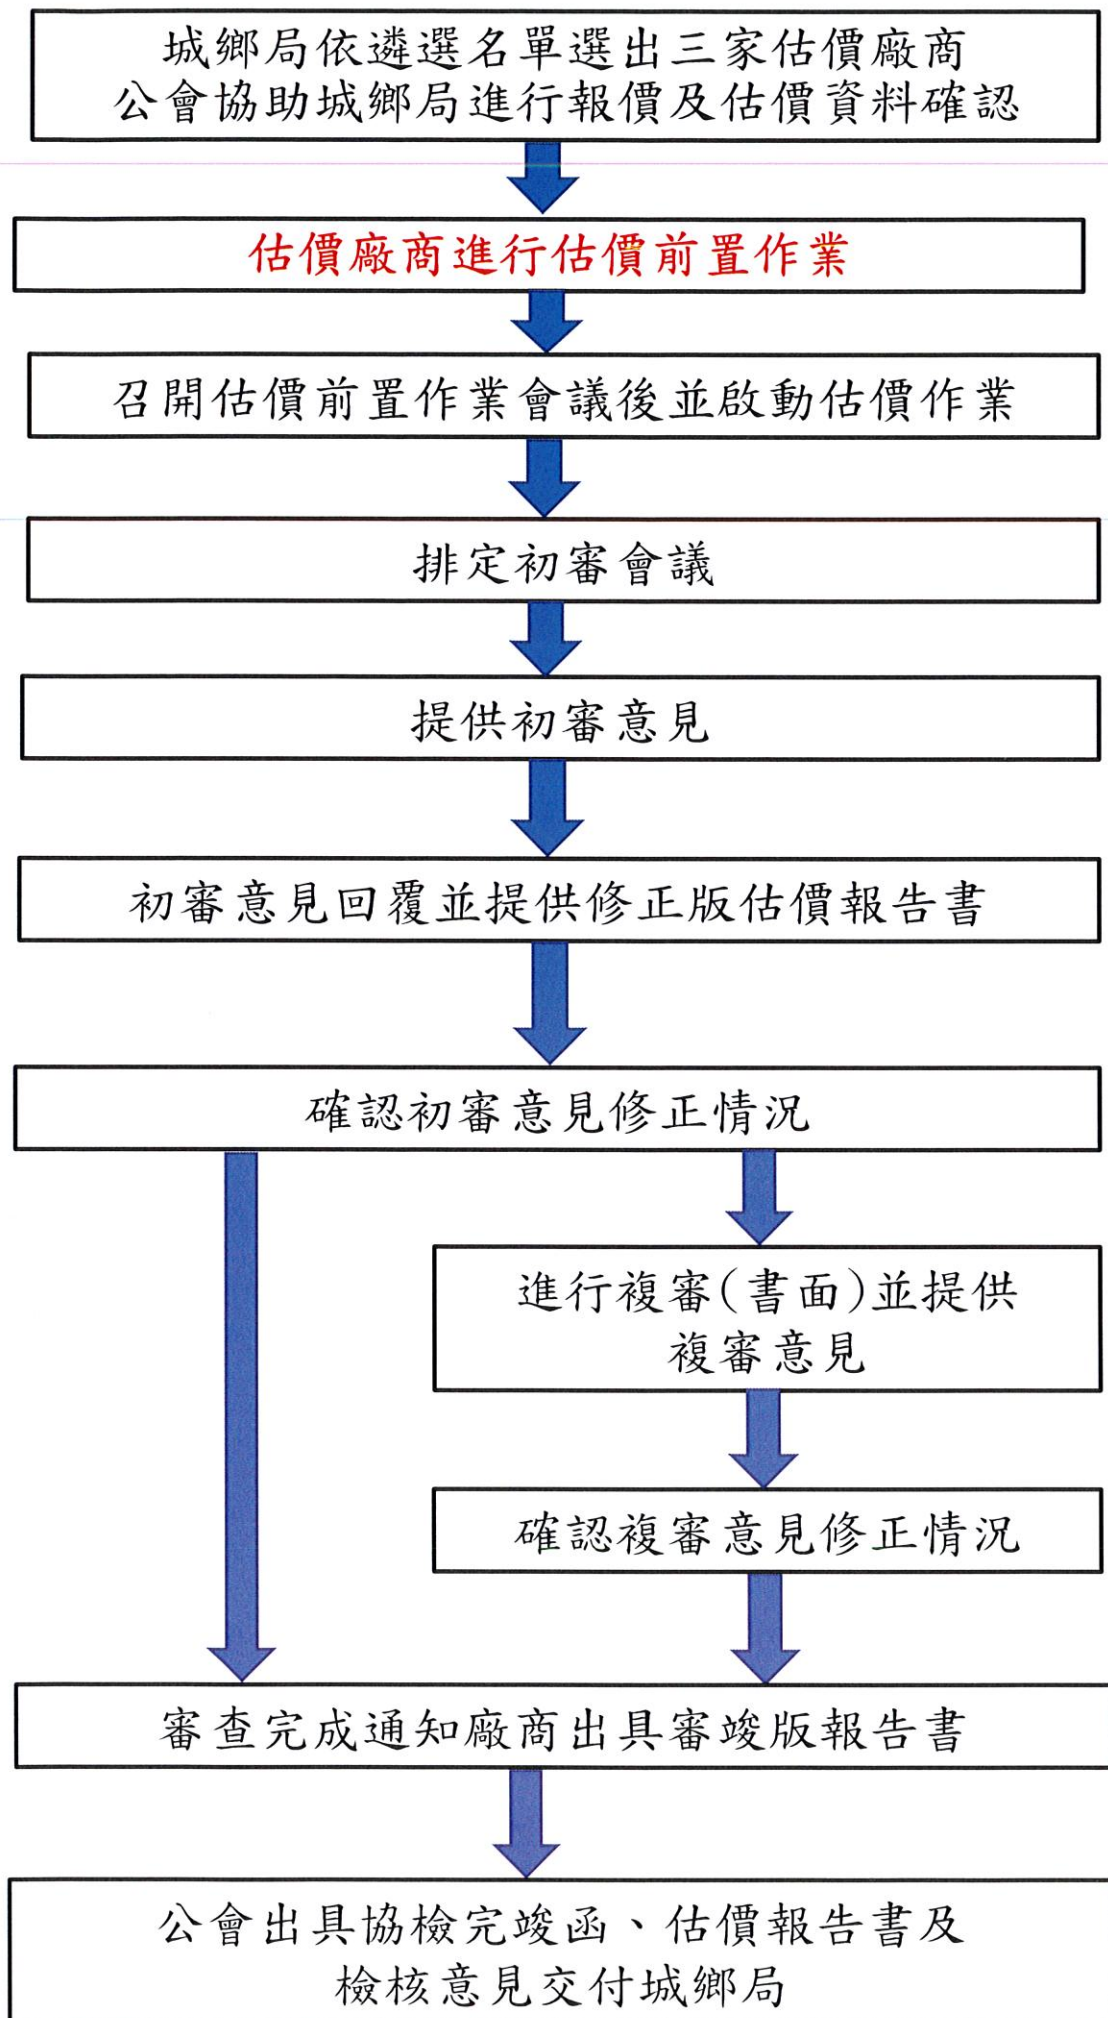 城鄉局依遴選名單選出三家估價廠商
公會協助城鄉局進行報價及估價資料確認
估價廠商進行估價前置作業
召開估價前置作業會議後並啟動估價作業
排定初審會議
提供初審意見
初審意見回覆並提供修正版估價報告書
確認初審意見修正情況
進行複審(書面)並提供
複審意見
確認複審意見修正情況
審查完成通知廠商出具審竣版報告書
公會出具協檢完竣函、估價報告書及
檢核意見交付城鄉局